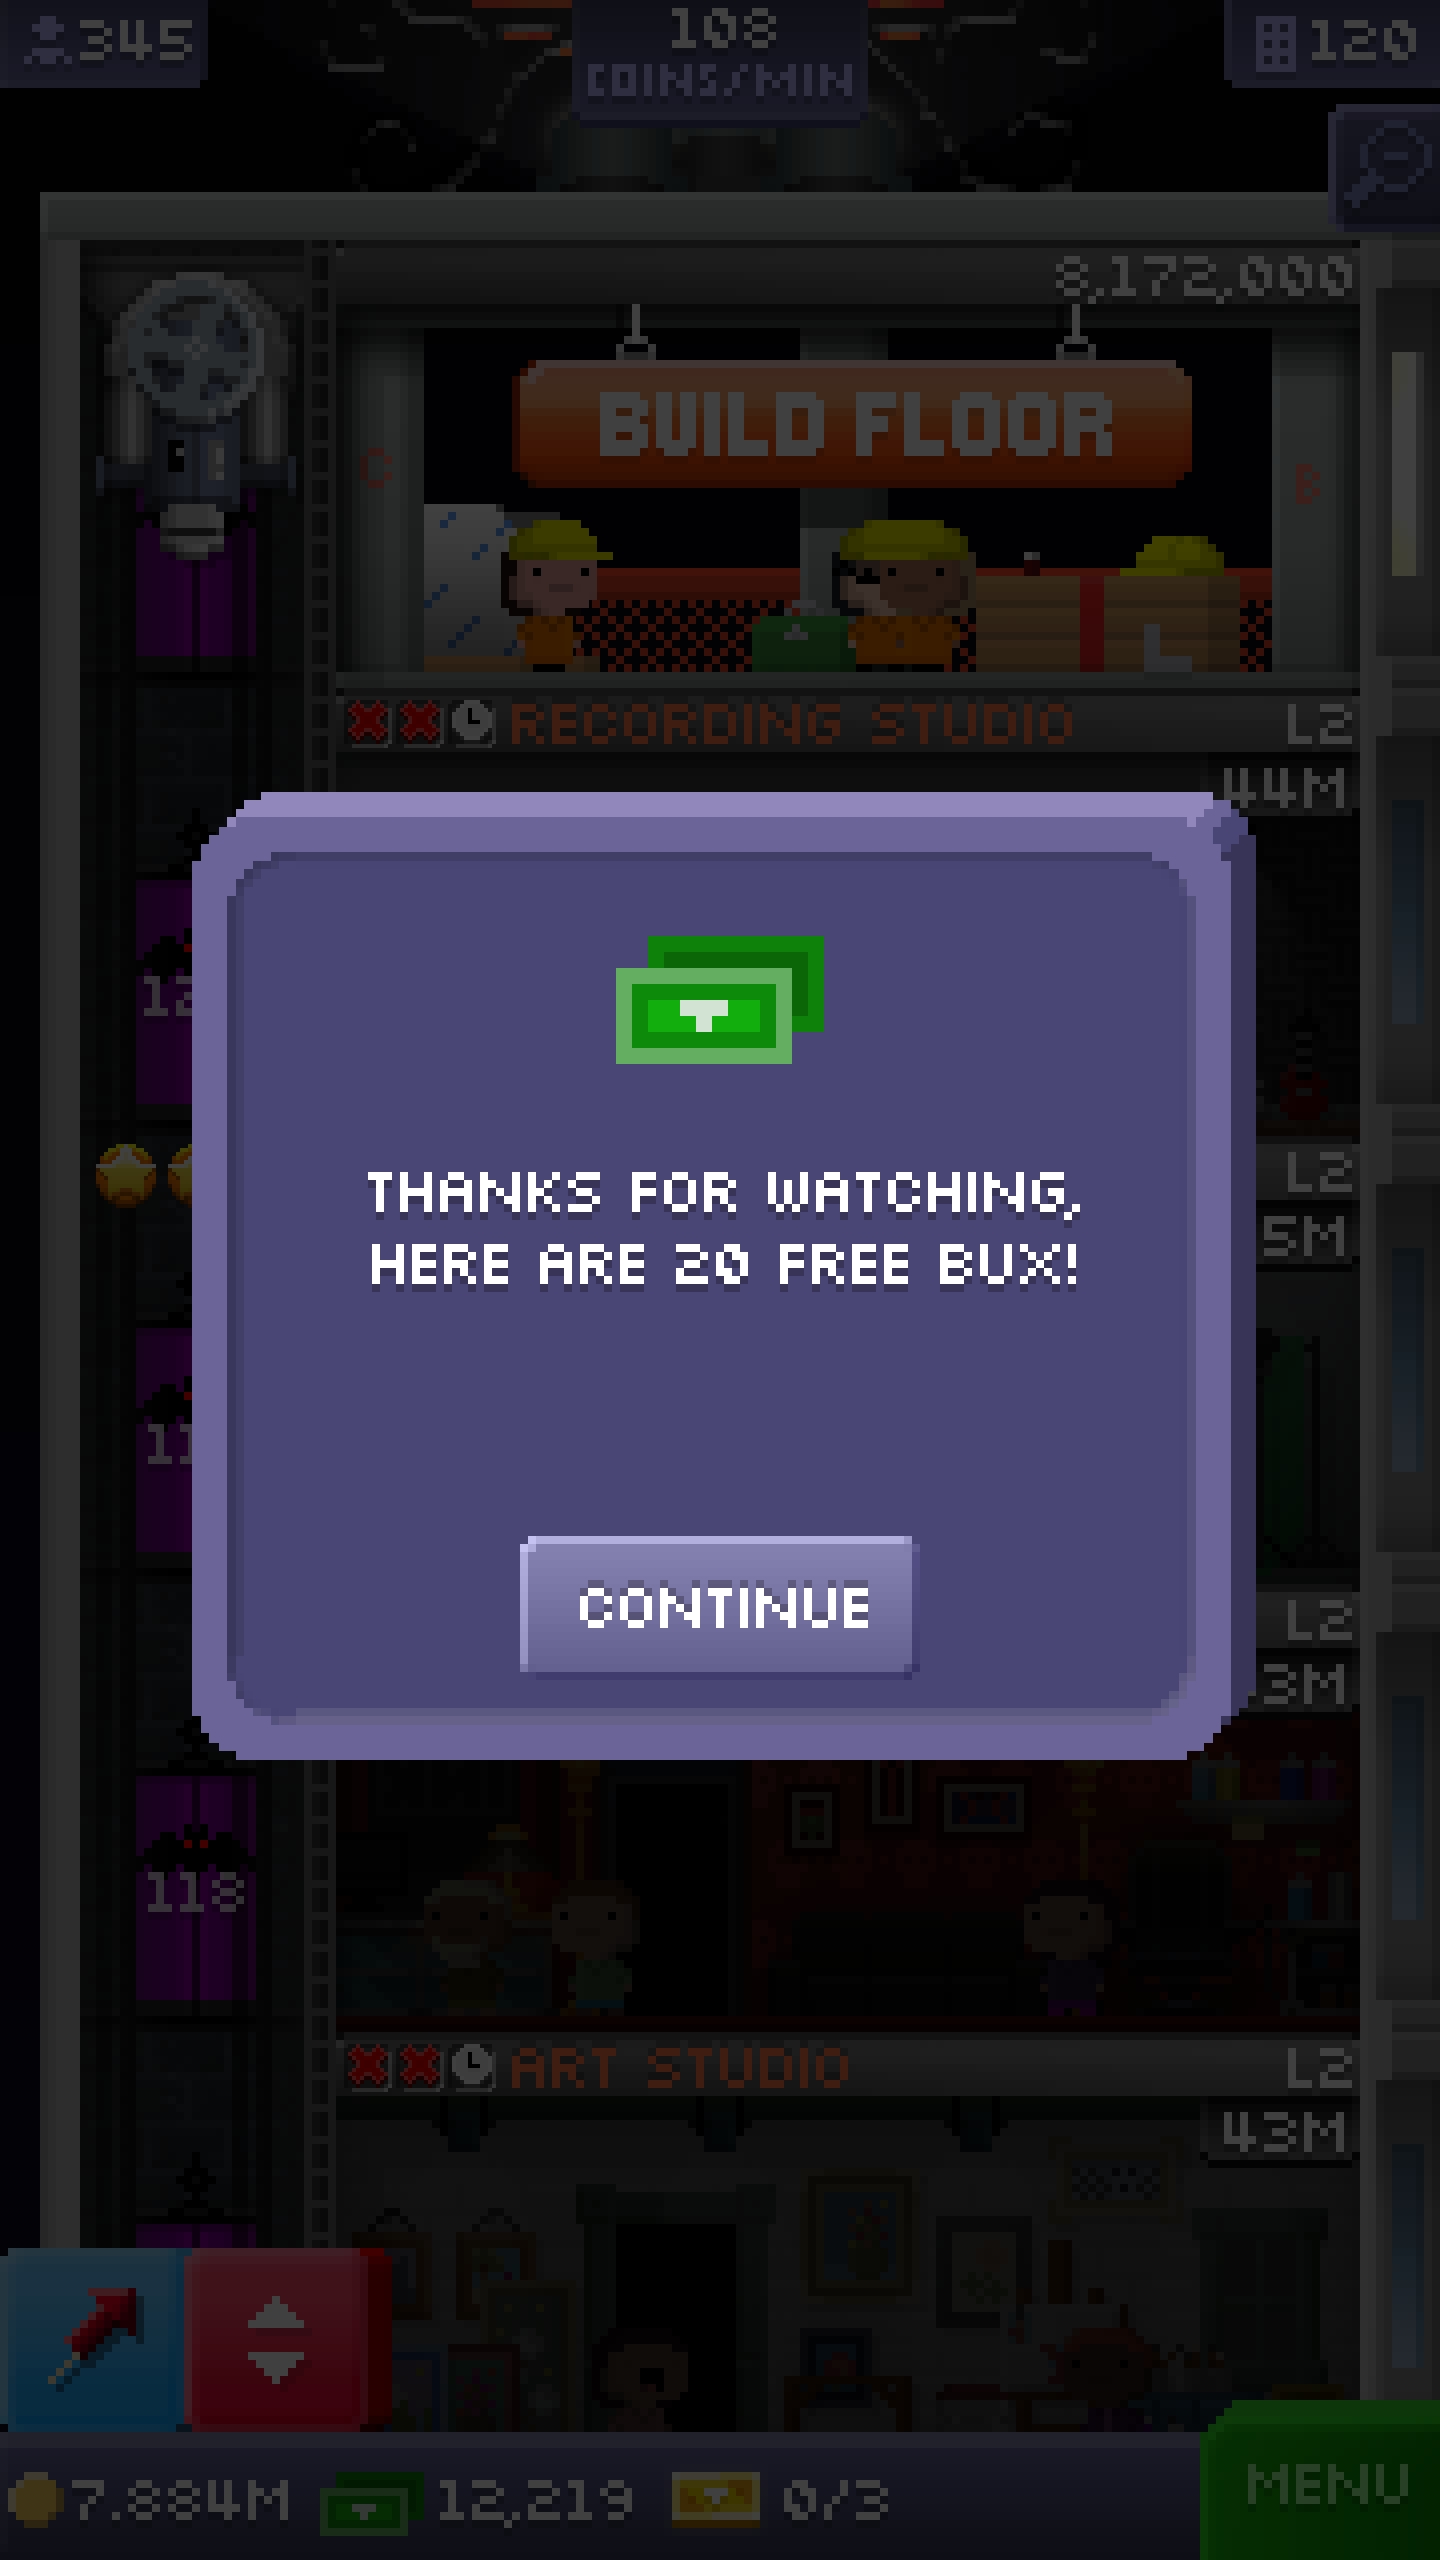 345
108
COINS/MIN
120
8,172,000
BUILD FLOOR
C
B
RECORDING STUDIO
L2
44M
L2
5M
THANKS FOR WATCHING,
HERE ARE 20 FREE BUX!
CONTINUE
L2
3M
118
ART STUDIO
L2
43M
7.884M
12,219
0/3
MENU